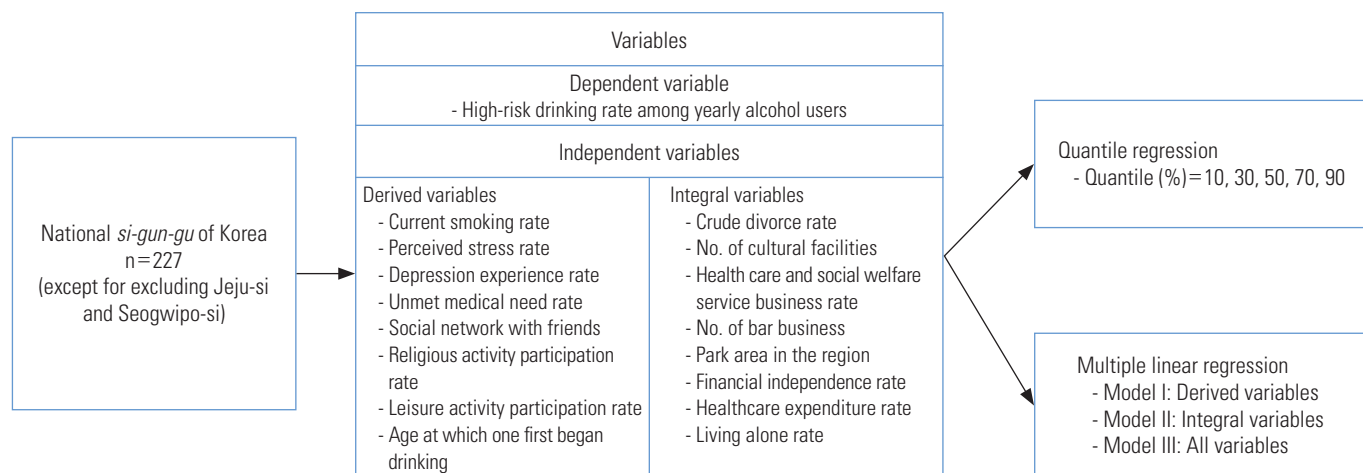 National si-gun-gu of Korea
n=227
(except for excluding Jeju-si
and Seogwipo-si)
Variables
Dependent variable
- High-risk drinking rate among yearly alcohol users
Independent variables
Derived variables
- Current smoking rate
- Perceived stress rate
- Depression experience rate
- Unmet medical need rate
- Social network with friends
- Religious activity participation
rate
- Leisure activity participation rate
- Age at which one first began
drinking
Integral variables
- Crude divorce rate
- No. of cultural facilities
- Health care and social welfare
service business rate
- No. of bar business
- Park area in the region
- Financial independence rate
- Healthcare expenditure rate
- Living alone rate
Quantile regression
- Quantile (%)=10, 30, 50, 70, 90
Multiple linear regression
- Model I: Derived variables
- Model II: Integral variables
- Model III: All variables